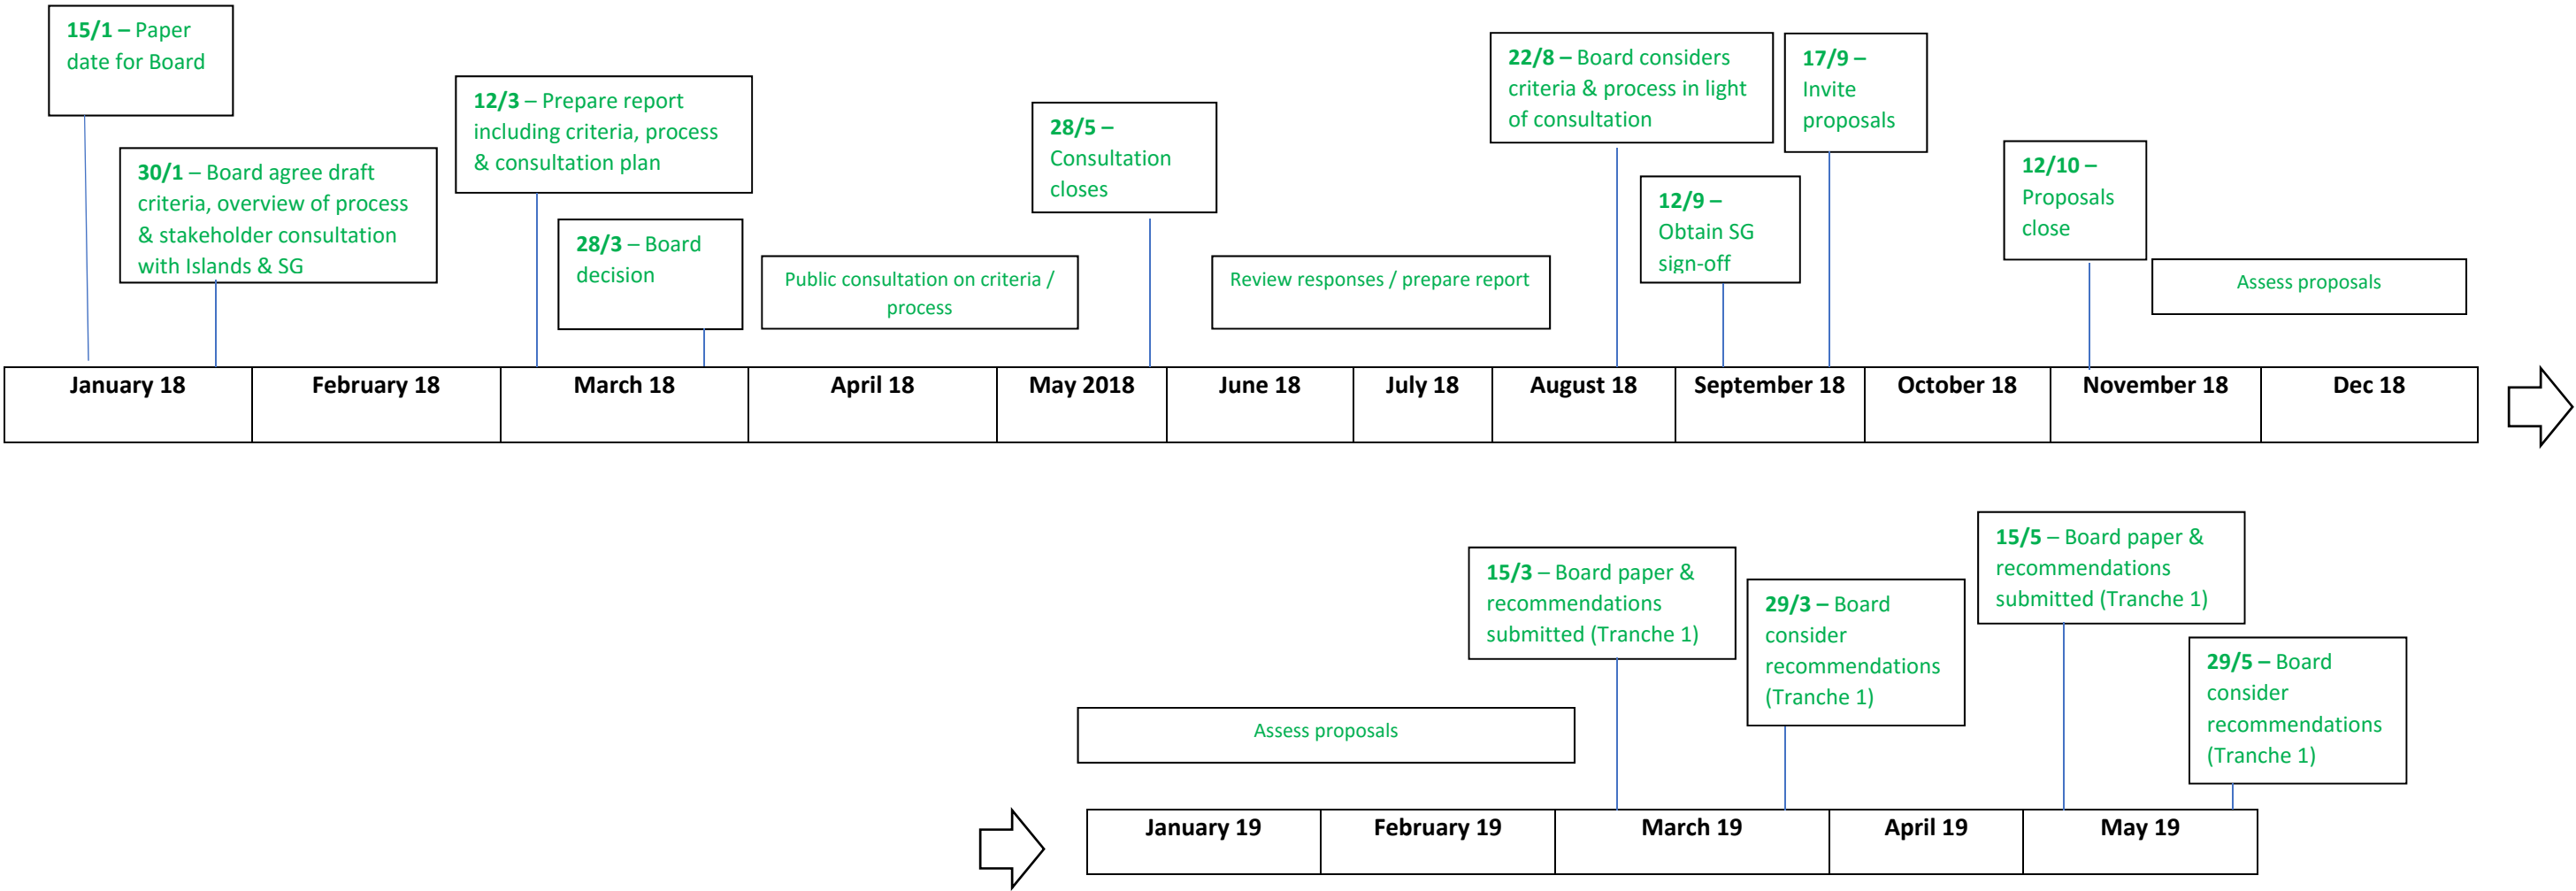 15/1 – Paper
date for Board
30/1 – Board agree draft
criteria, overview of process
& stakeholder consultation
with Islands & SG
12/3 – Prepare report
including criteria, process
& consultation plan
28/3 – Board
decision
Public consultation on criteria /
process
28/5 –
Consultation
closes
Review responses / prepare report
22/8 – Board considers
criteria & process in light
of consultation
12/9 –
Obtain SG
sign-off
17/9 –
Invite
proposals
12/10 –
Proposals
close
Assess proposals
January 18
February 18
March 18
April 18
May 2018
June 18
July 18
August 18
September 18
October 18
November 18
Dec 18
Assess proposals
15/3 – Board paper &
recommendations
submitted (Tranche 1)
29/3 – Board
consider
recommendations
(Tranche 1)
15/5 – Board paper &
recommendations
submitted (Tranche 1)
29/5 – Board
consider
recommendations
(Tranche 1)
January 19
February 19
March 19
April 19
May 19